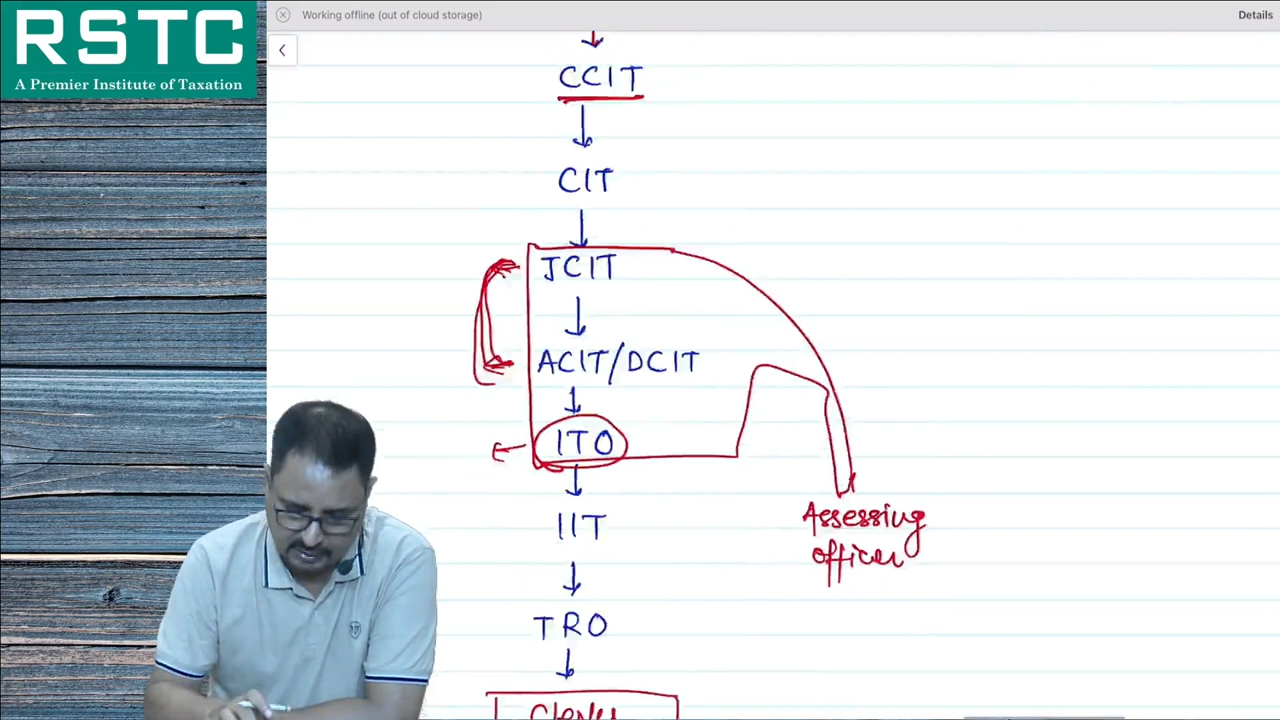 Working offline (out of cloud storage)
Details
RSTC
A Premier Institute of Taxation
CCIT
CIT
JCIT
ACIT/DCIT
ITO
IIT
TRO
Assessing
officer